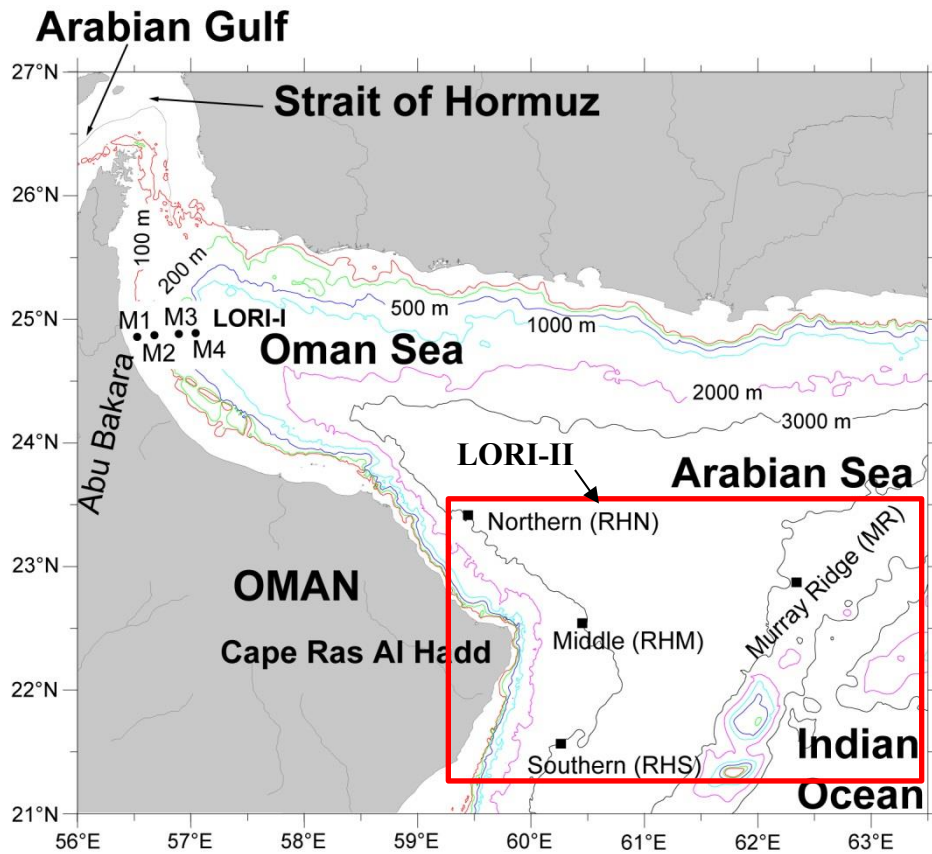 Arabian Gulf
27°N
Strait of Hormuz
26°N
100 m
200 m
500 m
1000 m
25°N
M1
M3
LORI-I
M2
M4
Oman Sea
2000 m
3000 m
24°N
Abu Bakara
LORI-II
Arabian Sea
Northern (RHN)
23°N
OMAN
Murray Ridge (MR)
Middle (RHM)
Cape Ras Al Hadd
22°N
Southern (RHS)
Indian
Ocean
21°N
56°E
57°E
58°E
59°E
60°E
61°E
62°E
63°E